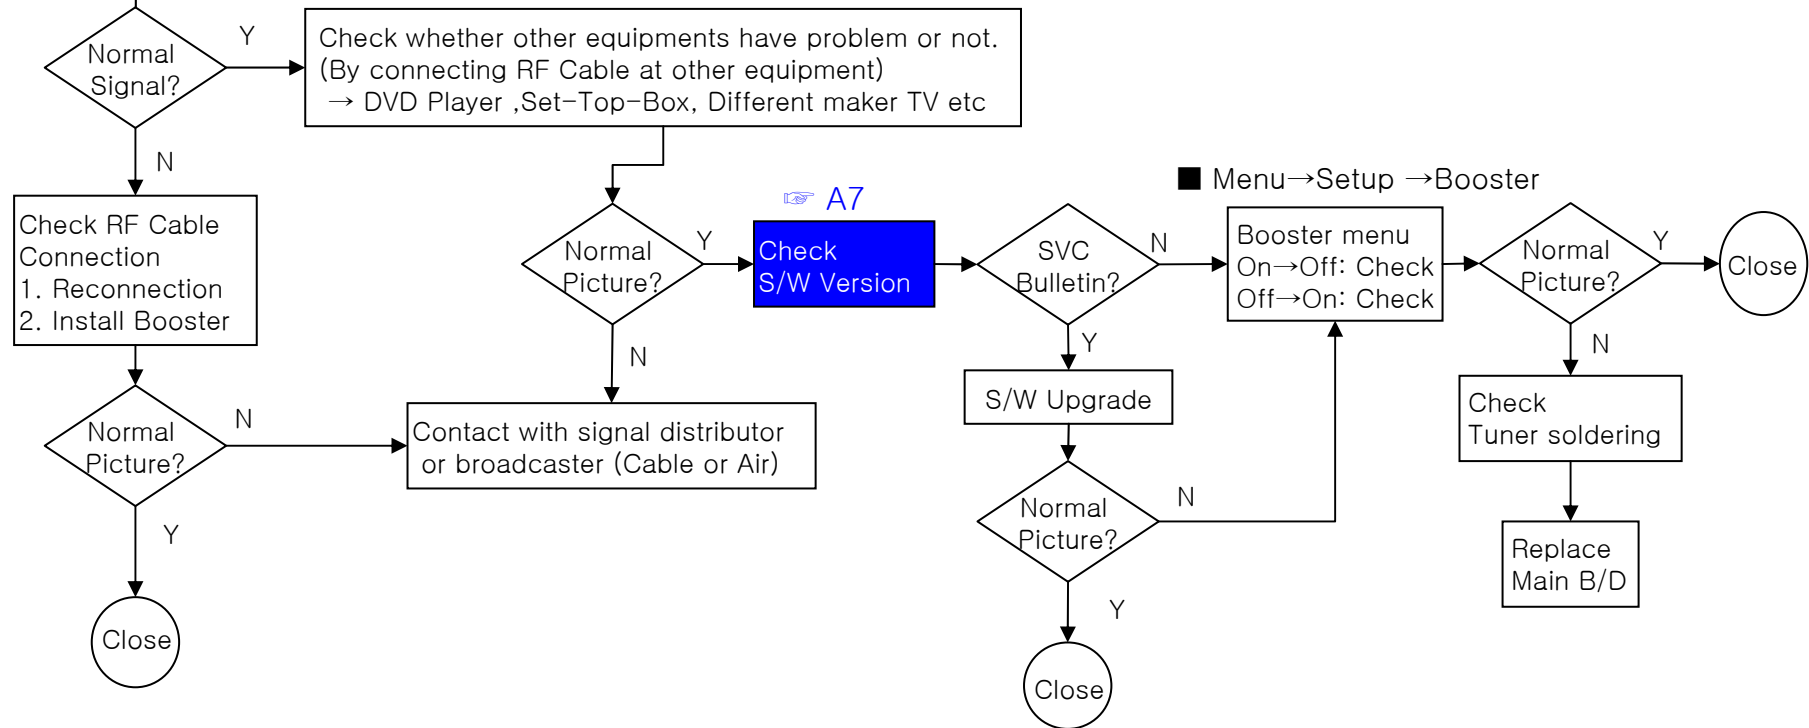 Normal
Signal?
Y
Check whether other equipments have problem or not.
(By connecting RF Cable at other equipment)
→ DVD Player ,Set-Top-Box, Different maker TV etc
N
Check RF Cable
Connection
1. Reconnection
2. Install Booster
Normal
Picture?
Y
☞ A7
Check
S/W Version
SVC
Bulletin?
N
■ Menu→Setup →Booster
Booster menu
On→Off: Check
Off→On: Check
Normal
Picture?
Y
Close
N
Y
N
S/W Upgrade
Check
Tuner soldering
Normal
Picture?
N
Contact with signal distributor
or broadcaster (Cable or Air)
Y
Normal
Picture?
N
Replace
Main B/D
Close
Y
Close